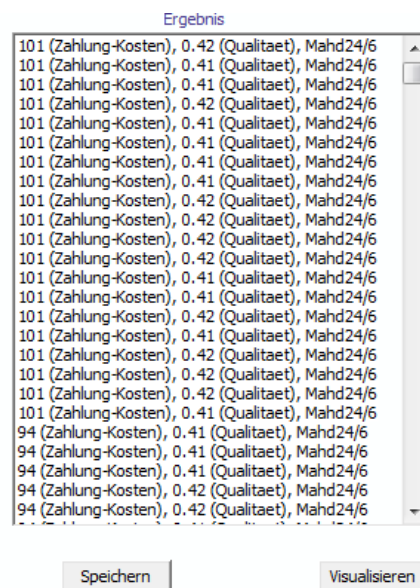 Ergebnis
101 (Zahlung-Kosten), 0.42 (Qualitaet), Mahd24/6
101 (Zahlung-Kosten), 0.41 (Qualitaet), Mahd24/6
101 (Zahlung-Kosten), 0.41 (Qualitaet), Mahd24/6
101 (Zahlung-Kosten), 0.42 (Qualitaet), Mahd24/6
101 (Zahlung-Kosten), 0.41 (Qualitaet), Mahd24/6
101 (Zahlung-Kosten), 0.41 (Qualitaet), Mahd24/6
101 (Zahlung-Kosten), 0.41 (Qualitaet), Mahd24/6
101 (Zahlung-Kosten), 0.41 (Qualitaet), Mahd24/6
101 (Zahlung-Kosten), 0.42 (Qualitaet), Mahd24/6
101 (Zahlung-Kosten), 0.42 (Qualitaet), Mahd24/6
101 (Zahlung-Kosten), 0.42 (Qualitaet), Mahd24/6
101 (Zahlung-Kosten), 0.42 (Qualitaet), Mahd24/6
101 (Zahlung-Kosten), 0.41 (Qualitaet), Mahd24/6
101 (Zahlung-Kosten), 0.42 (Qualitaet), Mahd24/6
101 (Zahlung-Kosten), 0.42 (Qualitaet), Mahd24/6
101 (Zahlung-Kosten), 0.41 (Qualitaet), Mahd24/6
101 (Zahlung-Kosten), 0.42 (Qualitaet), Mahd24/6
101 (Zahlung-Kosten), 0.42 (Qualitaet), Mahd24/6
101 (Zahlung-Kosten), 0.41 (Qualitaet), Mahd24/6
101 (Zahlung-Kosten), 0.41 (Qualitaet), Mahd24/6
94 (Zahlung-Kosten), 0.41 (Qualitaet), Mahd24/6
94 (Zahlung-Kosten), 0.41 (Qualitaet), Mahd24/6
94 (Zahlung-Kosten), 0.41 (Qualitaet), Mahd24/6
94 (Zahlung-Kosten), 0.42 (Qualitaet), Mahd24/6
94 (Zahlung-Kosten), 0.42 (Qualitaet), Mahd24/6
Speichern
Visualisieren